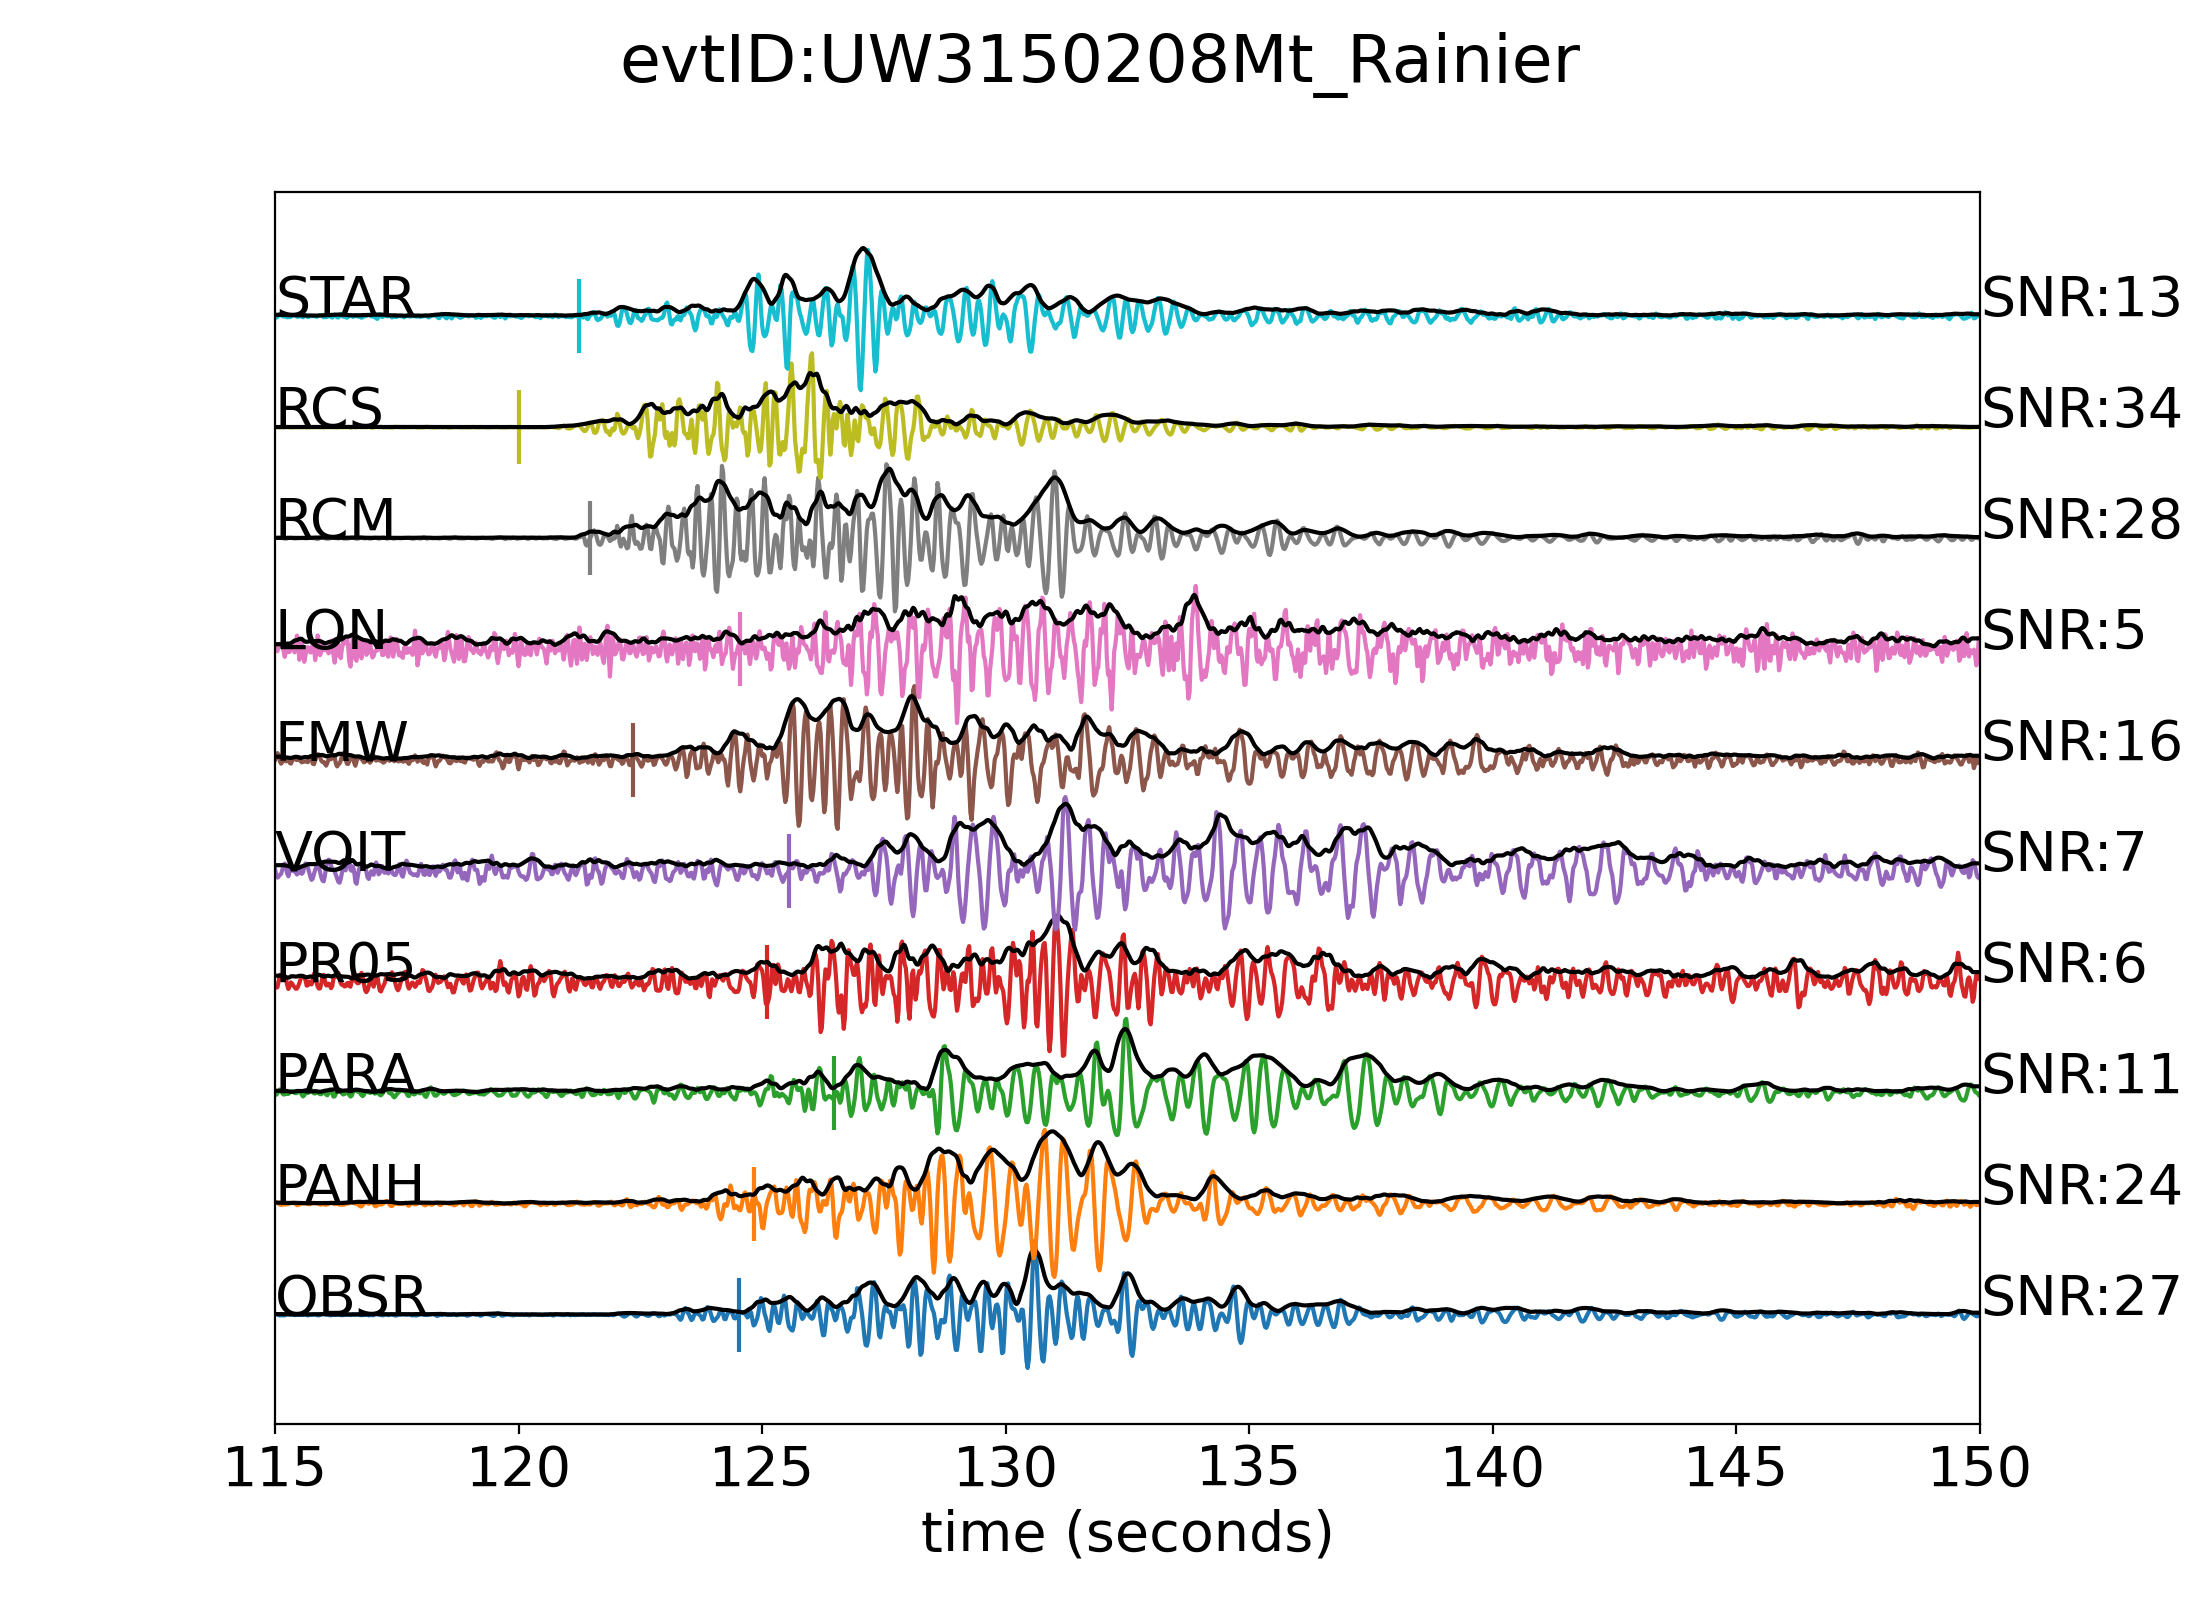 evtID:UW3150208Mt_Rainier
STAR SNR:13
RCS SNR:34
RCM SNR:28
LON SNR:5
FMW SNR:16
VOIT SNR:7
PR05 SNR:6
PARA SNR:11
PANH SNR:24
OBSR SNR:27
115 120 125 130 135 140 145 150
time (seconds)